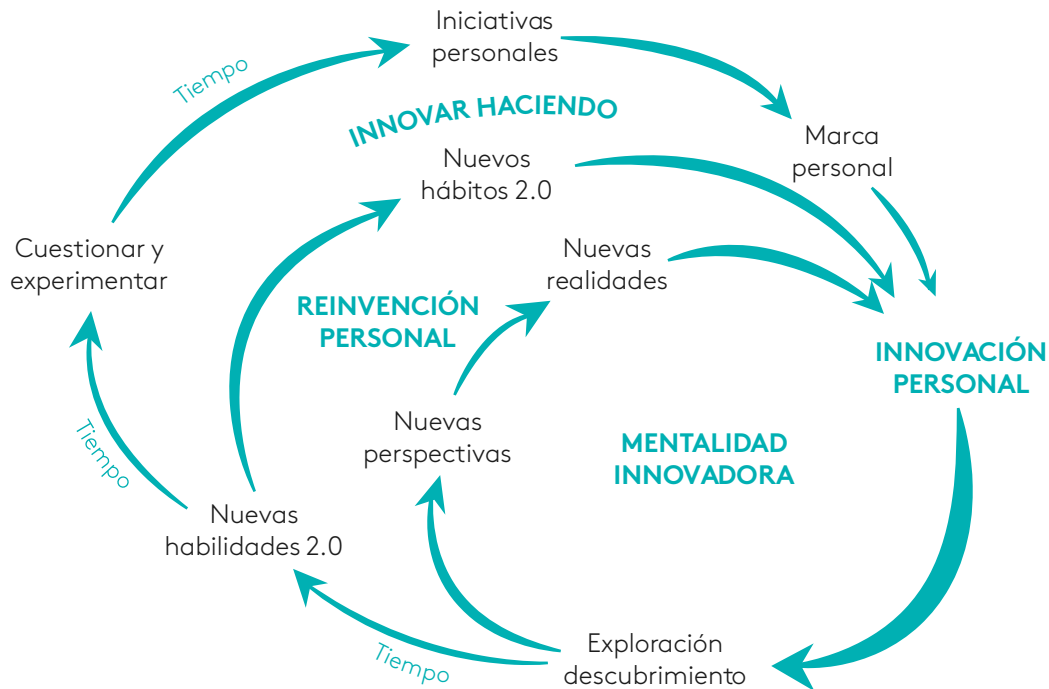 Iniciativas
personales
Tiempo
INNOVAR HACIENDO
Marca
personal
Nuevos
hábitos 2.0
Cuestionar y
experimentar
Nuevas
realidades
REINVENCIÓN
PERSONAL
INNOVACIÓN
PERSONAL
Nuevas
perspectivas
MENTALIDAD
INNOVADORA
Tiempo
Nuevas
habilidades 2.0
Tiempo
Exploración
descubrimiento